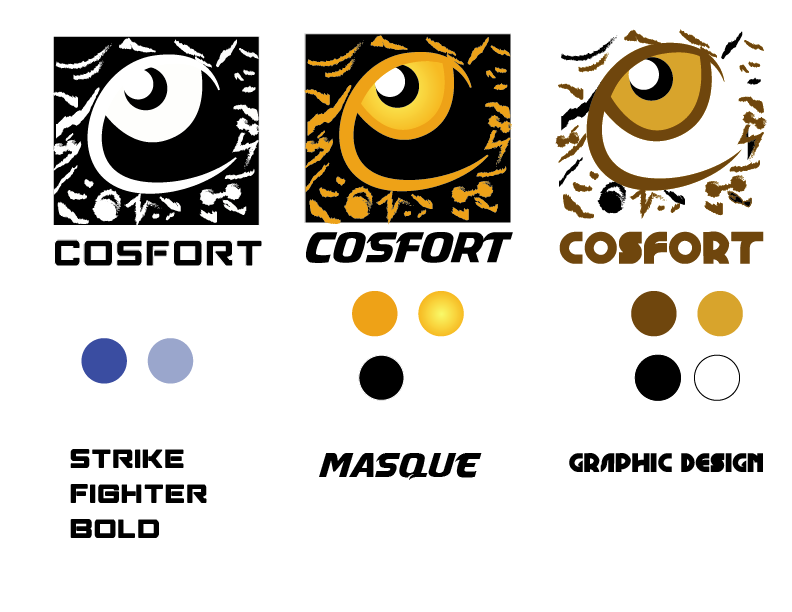 COSFORT
COSFORT
COSFORT
STRIKE
FIGHTER
BOLD
MASQUE
GRAPHIC DESIGN